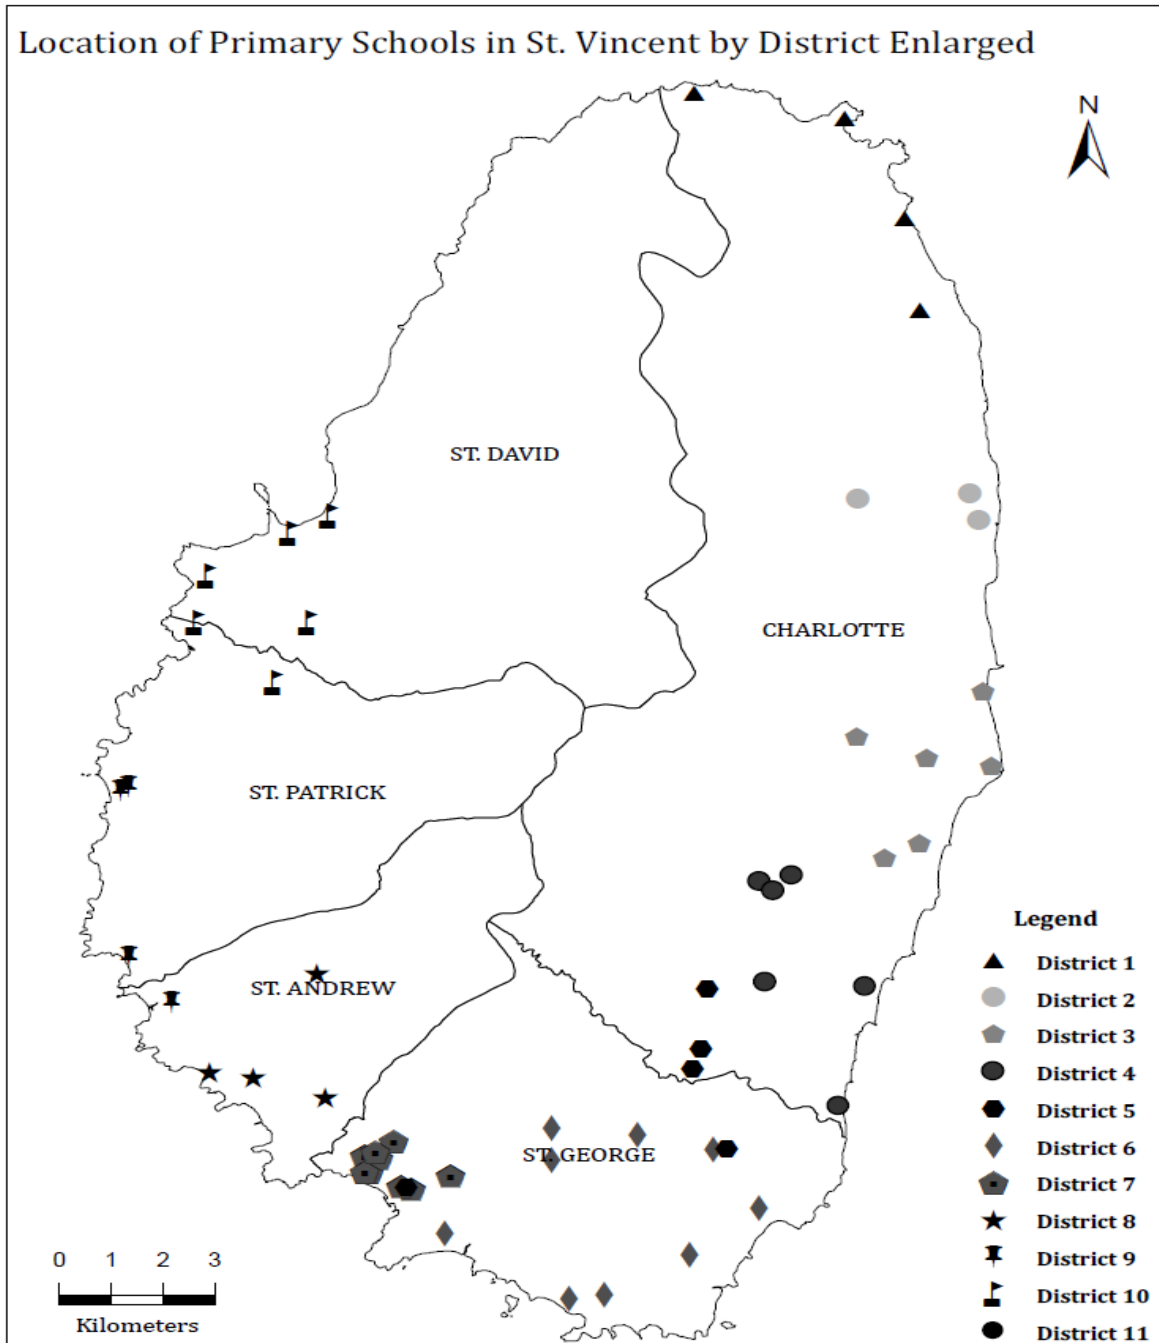 Location of Primary Schools in St. Vincent by District Enlarged
N
ST. DAVID
CHARLOTTE
ST. PATRICK
ST. ANDREW
ST. GEORGE
Legend
District 1
District 2
District 3
District 4
District 5
District 6
District 7
District 8
District 9
District 10
District 11
0 1 2 3
Kilometers